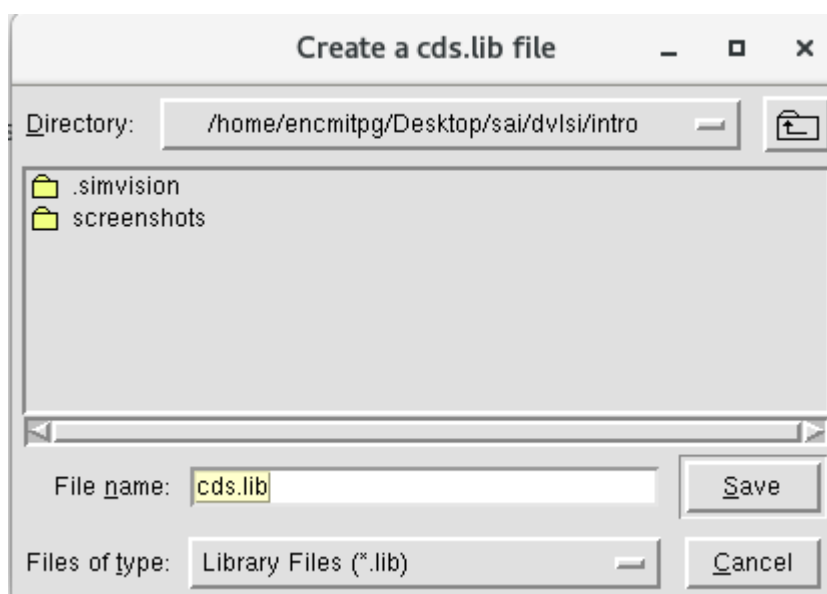 Create a cds.lib file
Directory: /home/encmitpg/Desktop/sai/dvlsi/intro
.simvision
screenshots
File name: cds.lib Save
Files of type: Library Files (*.lib) Cancel